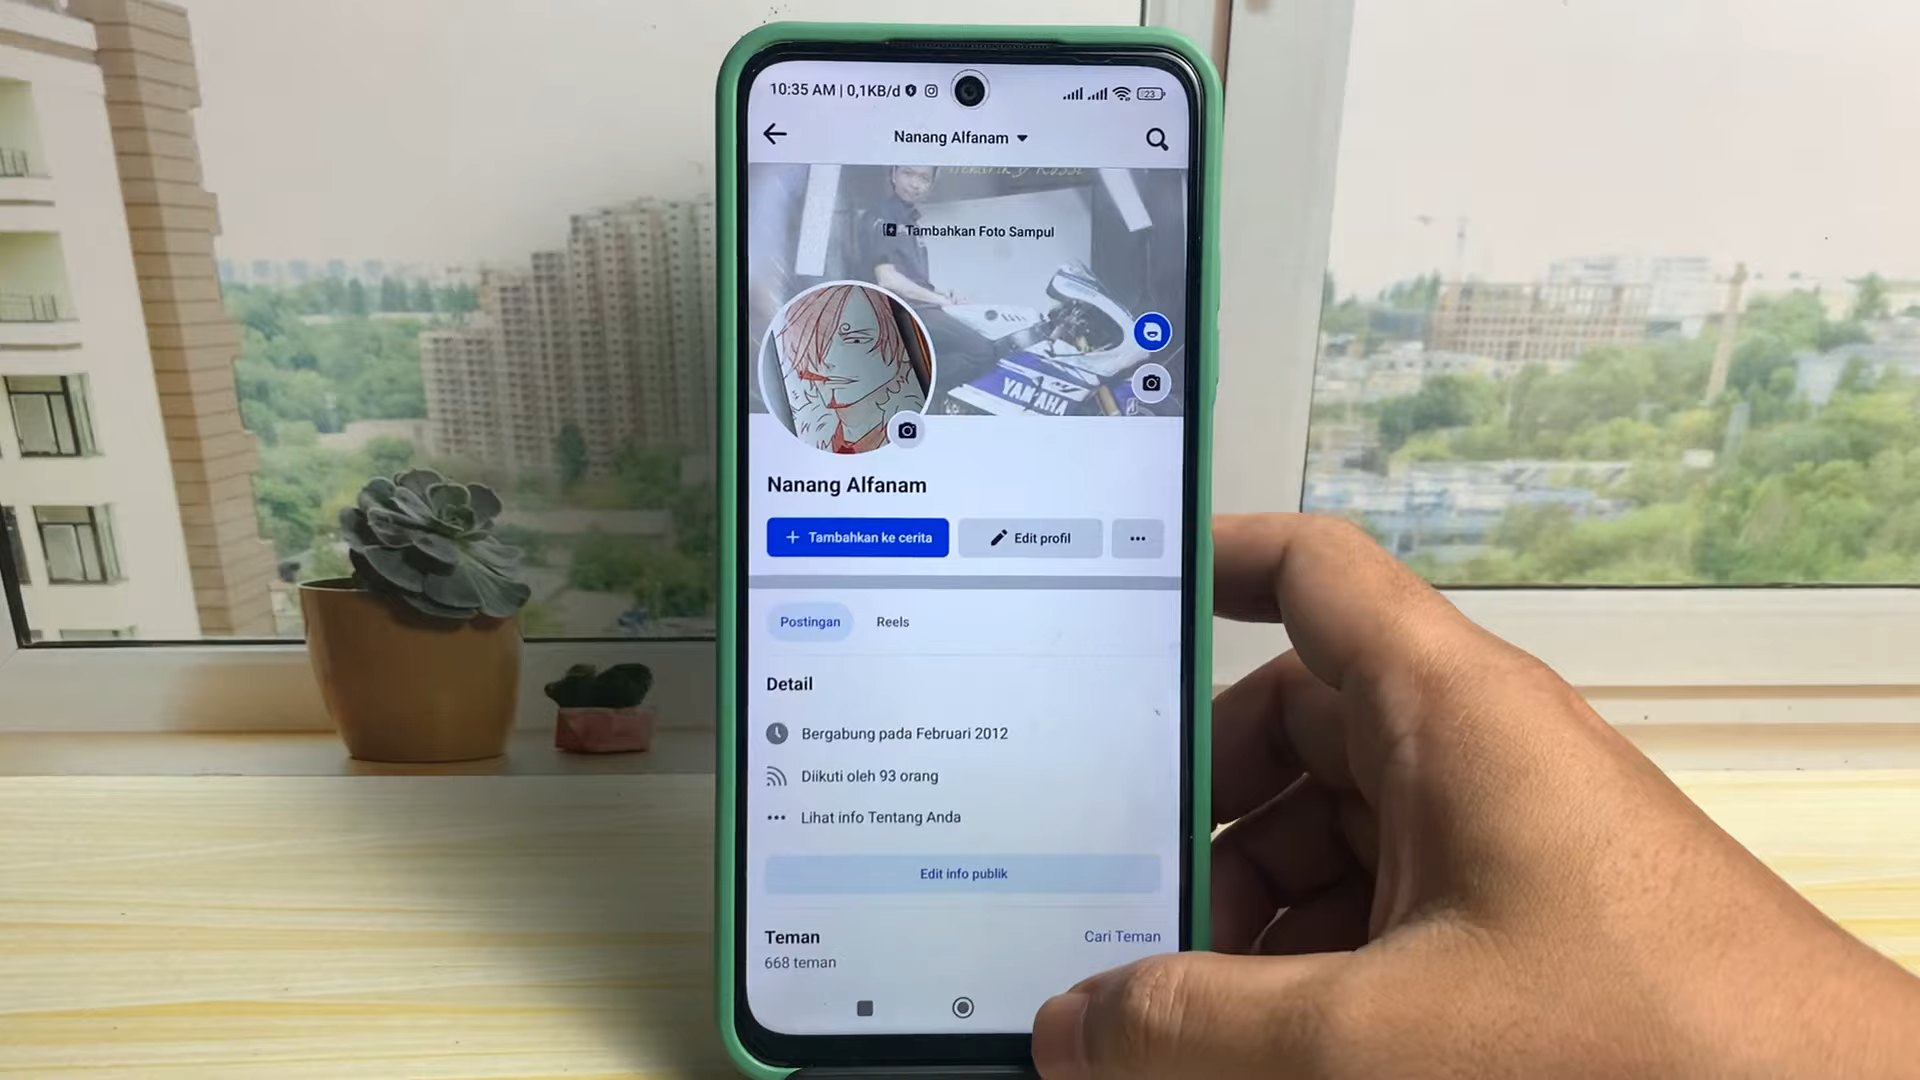 10:35 AM | 0,1KB/d
23
Nanang Alfanam
Tambahkan Foto Sampul
YAMAHA
Nanang Alfanam
+ Tambahkan ke cerita
Edit profil
Postingan
Reels
Detail
Bergabung pada Februari 2012
Diikuti oleh 93 orang
Lihat info Tentang Anda
Edit info publik
Teman
Cari Teman
668 teman